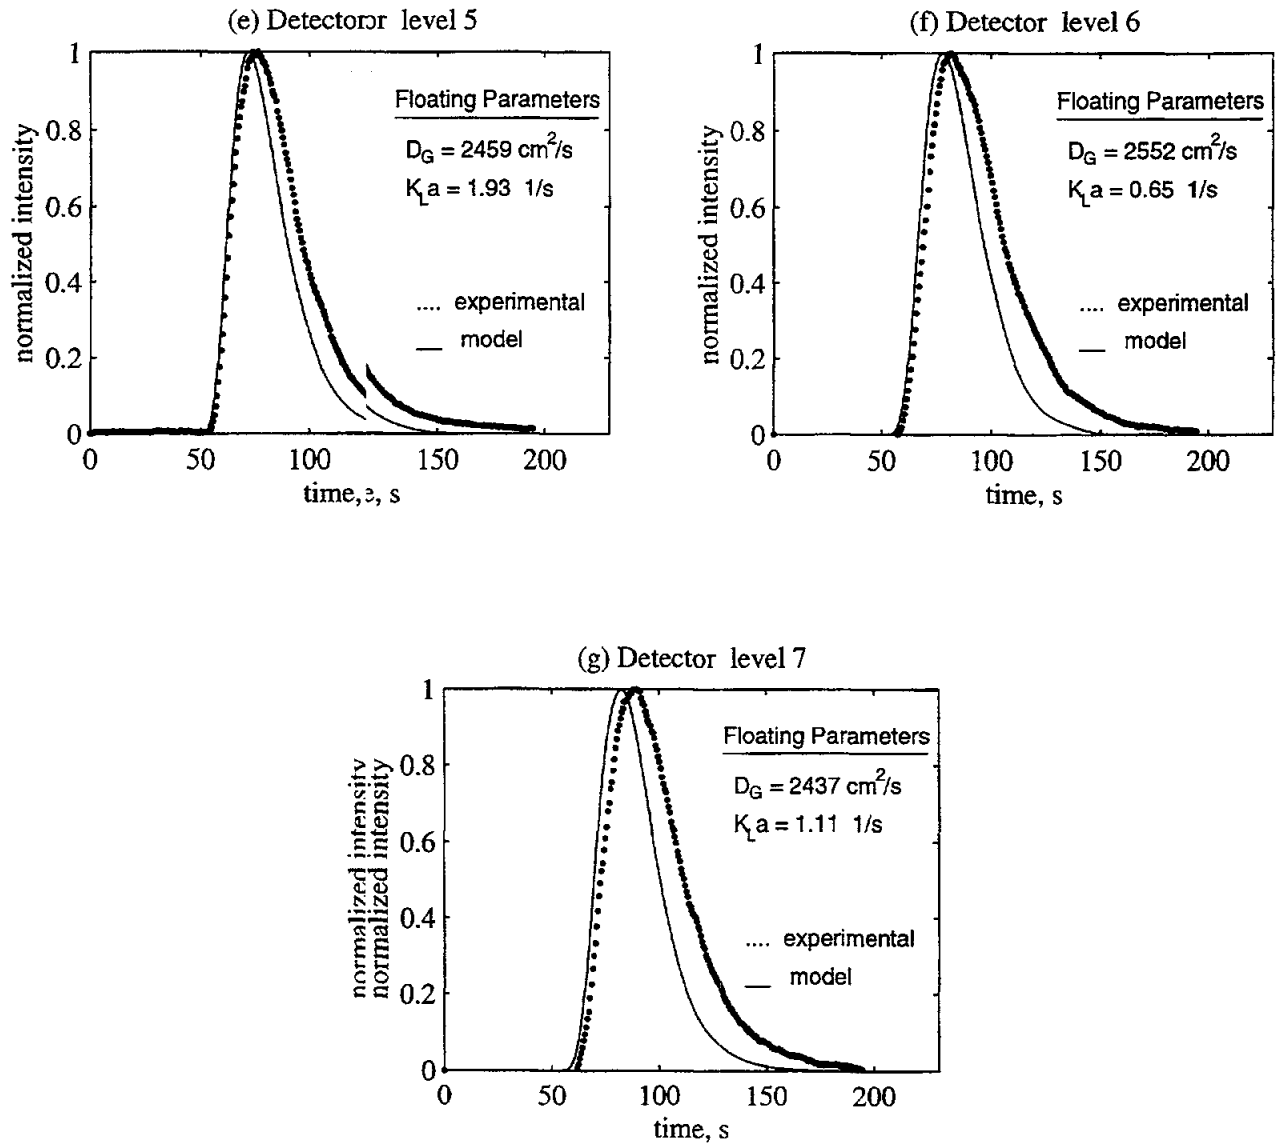 (e) Detectoror level 5
normalized intensity
1
0.8
0.6
0.4
0.2
0
0 50 100 150 200
time,e, s
Floating Parameters
D_G = 2459 cm²/s
K_L a = 1.93 1/s
.... experimental
__ model
(f) Detector level 6
normalized intensity
1
0.8
0.6
0.4
0.2
0
0 50 100 150 200
time, s
Floating Parameters
D_G = 2552 cm²/s
K_L a = 0.65 1/s
.... experimental
__ model
(g) Detector level 7
normalized intensity
normalized intensity
1
0.8
0.6
0.4
0.2
0
0 50 100 150 200
time, s
Floating Parameters
D_G = 2437 cm²/s
K_L a = 1.11 1/s
.... experimental
__ model